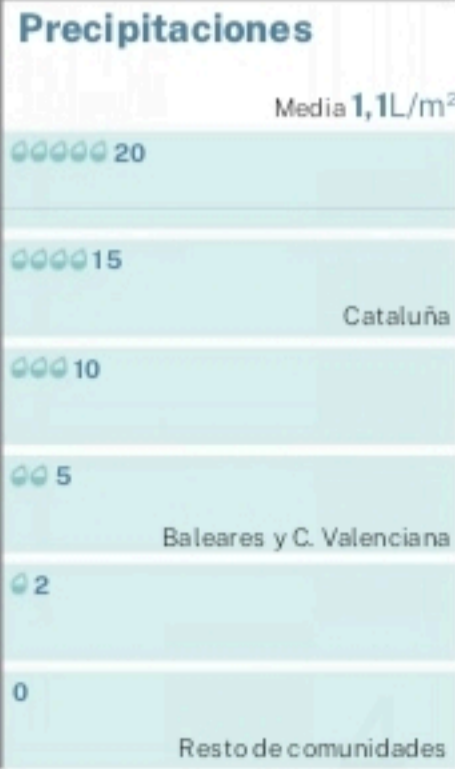 Precipitaciones
Media 1,1L/m²
20
15
Cataluña
10
5
Baleares y C. Valenciana
2
0
Resto de comunidades